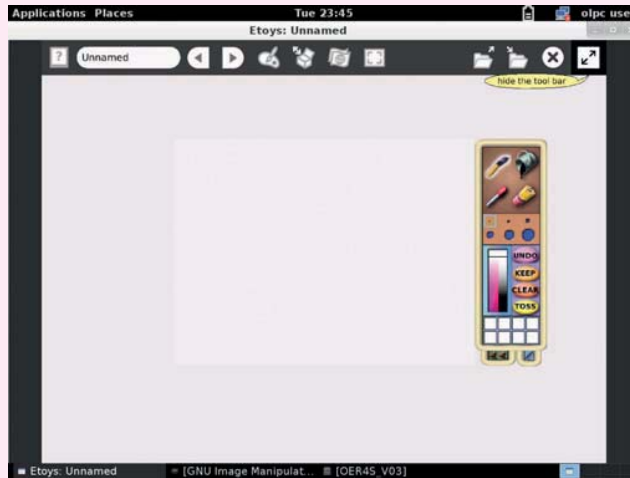 Applications Places Tue 23:45 olpc use
Etoys: Unnamed
? Unnamed
hide the tool bar
UNDO
KEEP
CLEAR
TOSS
Etoys: Unnamed [GNU Image Manipulat... [OER4S_V03]